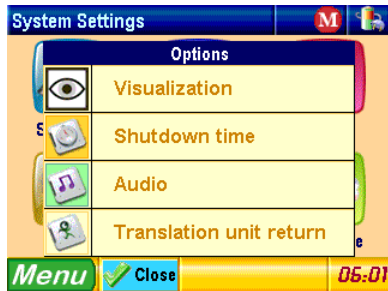 System Settings
M
Options
Visualization
Shutdown time
Audio
Translation unit return
Menu
Close
06:01